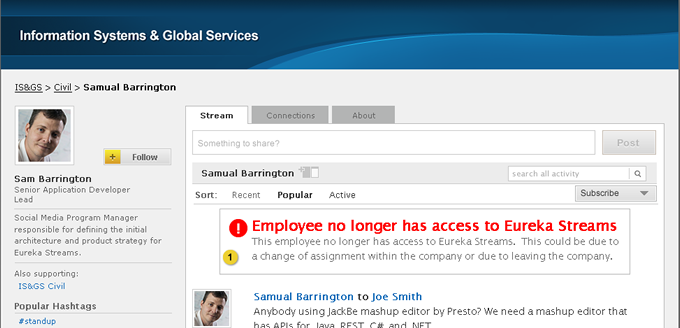 Information Systems & Global Services
IS&GS > Civil > Samual Barrington
Stream
Connections
About
Something to share?
Post
+ Follow
Samual Barrington
search all activity
Sam Barrington
Senior Application Developer
Lead
Sort: Recent Popular Active
Subscribe
Social Media Program Manager
responsible for defining the initial
architecture and product strategy for
Eureka Streams.
! Employee no longer has access to Eureka Streams
This employee no longer has access to Eureka Streams. This could be due to
1 a change of assignment within the company or due to leaving the company.
Also supporting:
IS&GS Civil
Popular Hashtags
#standup
Samual Barrington to Joe Smith
Anybody using JackBe mashup editor by Presto? We need a mashup editor that
has APIs for Java, REST, C# and .NET